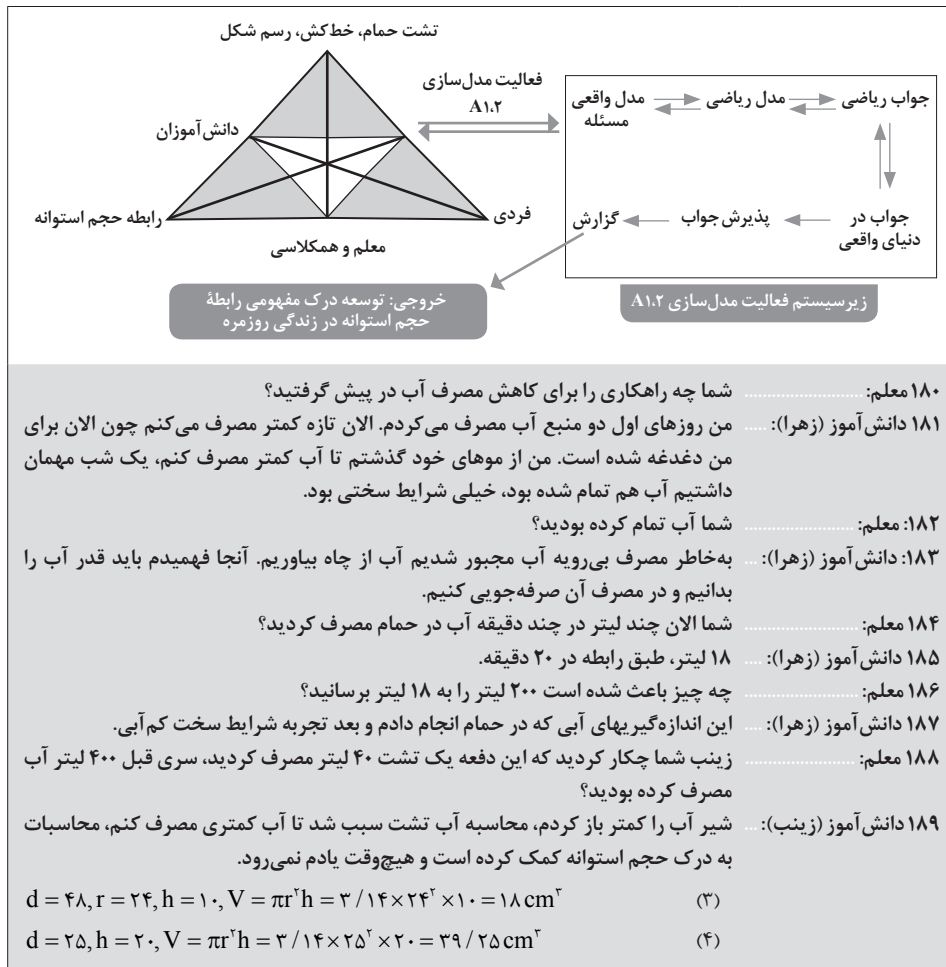 تشت حمام، خط‌کش، رسم شکل
فعالیت مدل‌سازی
A۱،۲
دانش‌آموزان
رابطه حجم استوانه
فردی
معلم و همکلاسی
جواب ریاضی
مدل ریاضی
مدل واقعی
مسئله
جواب در
دنیای واقعی
پذیرش جواب
گزارش
زیرسیستم فعالیت مدل‌سازی A۱،۲
خروجی: توسعه درک مفهومی رابطهٔ
حجم استوانه در زندگی روزمره
۱۸۰ معلم: ........................ شما چه راهکاری را برای کاهش مصرف آب در پیش گرفتید؟
۱۸۱ دانش‌آموز (زهرا): ..... من روزهای اول دو منبع آب مصرف می‌کردم. الان تازه کمتر مصرف می‌کنم چون الان برای
من دغدغه شده است. من از موهای خود گذشتم تا آب کمتر مصرف کنم، یک شب مهمان
داشتیم آب هم تمام شده بود، خیلی شرایط سختی بود.
۱۸۲: معلم: ....................... شما آب تمام کرده بودید؟
۱۸۳: دانش‌آموز (زهرا): ... به‌خاطر مصرف بی‌رویه آب مجبور شدیم آب از چاه بیاوریم. آنجا فهمیدم باید قدر آب را
بدانیم و در مصرف آن صرفه‌جویی کنیم.
۱۸۴ معلم: ........................ شما الان چند لیتر در چند دقیقه آب در حمام مصرف کردید؟
۱۸۵ دانش‌آموز (زهرا): .... ۱۸ لیتر، طبق رابطه در ۲۰ دقیقه.
۱۸۶ معلم: ........................ چه چیز باعث شده است ۲۰۰ لیتر را به ۱۸ لیتر برسانید؟
۱۸۷ دانش‌آموز (زهرا): .... این اندازه‌گیریهای آبی که در حمام انجام دادم و بعد تجربه شرایط سخت کم‌آبی.
۱۸۸ معلم: ........................ زینب شما چکار کردید که این دفعه یک تشت ۴۰ لیتر مصرف کردید، سری قبل ۴۰۰ لیتر آب
مصرف کرده بودید؟
۱۸۹ دانش‌آموز (زینب): ... شیر آب را کمتر باز کردم، محاسبه آب تشت سبب شد تا آب کمتری مصرف کنم، محاسبات
به درک حجم استوانه کمک کرده است و هیچ‌وقت یادم نمی‌رود.
d = ۴۸, r = ۲۴, h = ۱۰, V = πr²h = ۳/۱۴×۲۴²×۱۰ = ۱۸ cm³ (۳)
d = ۲۵, h = ۲۰, V = πr²h = ۳/۱۴×۲۵²×۲۰ = ۳۹/۲۵ cm³ (۴)